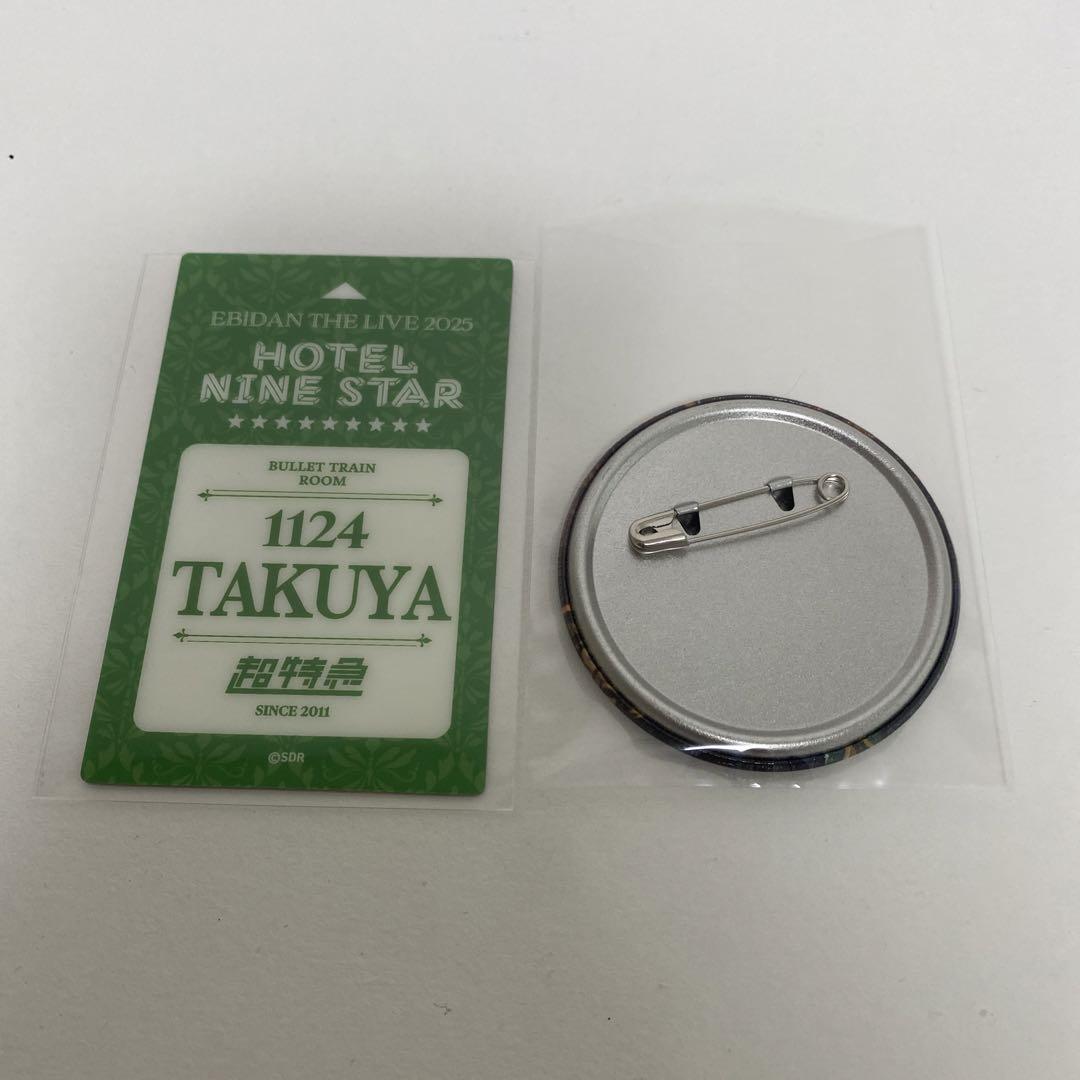 EBiDAN THE LIVE 2025
HOTEL
NINE STAR
BULLET TRAIN
ROOM
1124
TAKUYA
超特急
SINCE 2011
©SDR